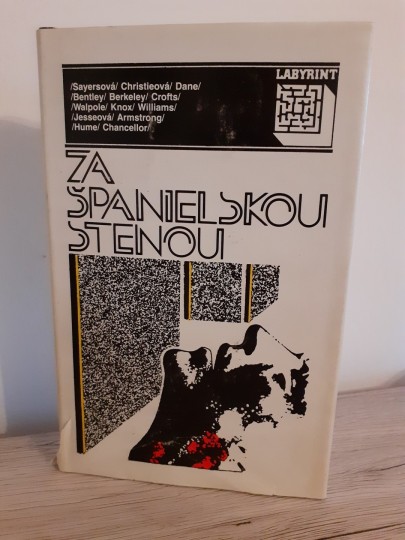 /Sayersová/ Christieová/ Dane/
/Bentley/ Berkeley/ Crofts/
/Walpole/ Knox/ Williams/
/Jesseová/ Armstrong/
/Hume/ Chancellor/
LABYRINT
ZA
ŠPANIELSKOU
STENOU